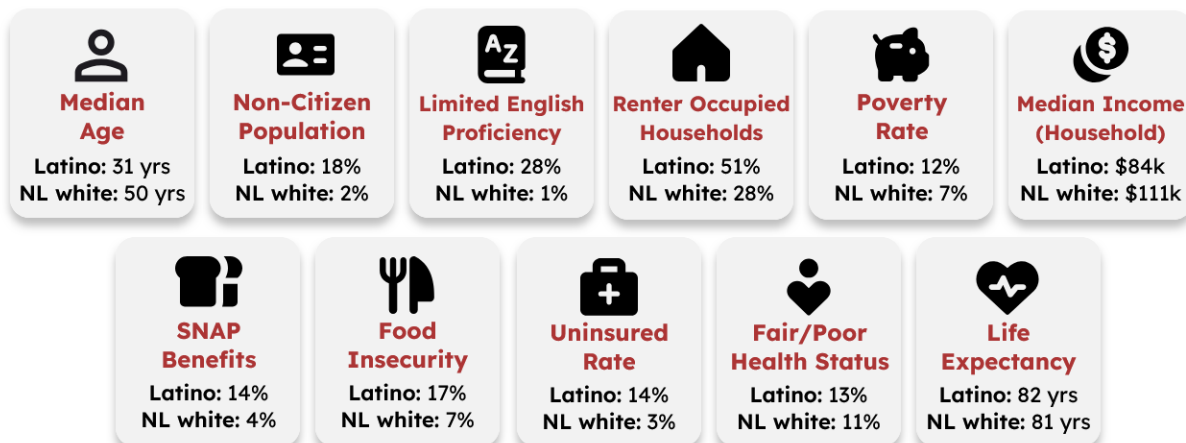 Median
Age
Latino: 31 yrs
NL white: 50 yrs
Non-Citizen
Population
Latino: 18%
NL white: 2%
AZ
Limited English
Proficiency
Latino: 28%
NL white: 1%
Renter Occupied
Households
Latino: 51%
NL white: 28%
Poverty
Rate
Latino: 12%
NL white: 7%
$
Median Income
(Household)
Latino: $84k
NL white: $111k
SNAP
Benefits
Latino: 14%
NL white: 4%
Food
Insecurity
Latino: 17%
NL white: 7%
Uninsured
Rate
Latino: 14%
NL white: 3%
Fair/Poor
Health Status
Latino: 13%
NL white: 11%
Life
Expectancy
Latino: 82 yrs
NL white: 81 yrs